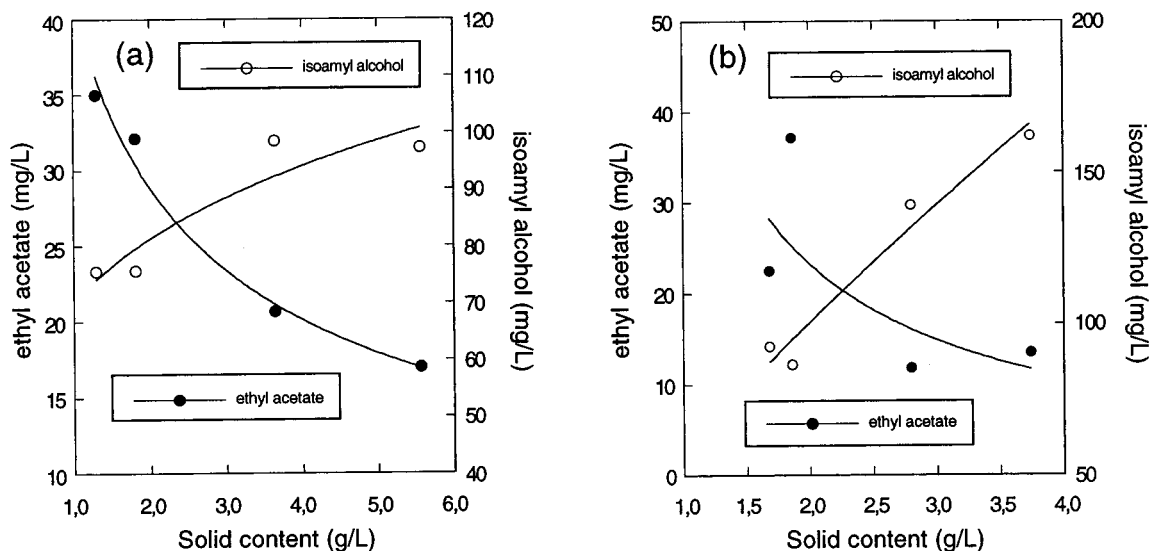 (a)
isoamyl alcohol
ethyl acetate
40
35
30
25
20
15
10
ethyl acetate (mg/L)
120
110
100
90
80
70
60
50
40
isoamyl alcohol (mg/L)
1,0 2,0 3,0 4,0 5,0 6,0
Solid content (g/L)
(b)
isoamyl alcohol
ethyl acetate
50
40
30
20
10
0
ethyl acetate (mg/L)
200
150
100
50
isoamyl alcohol (mg/L)
1,0 1,5 2,0 2,5 3,0 3,5 4,0
Solid content (g/L)